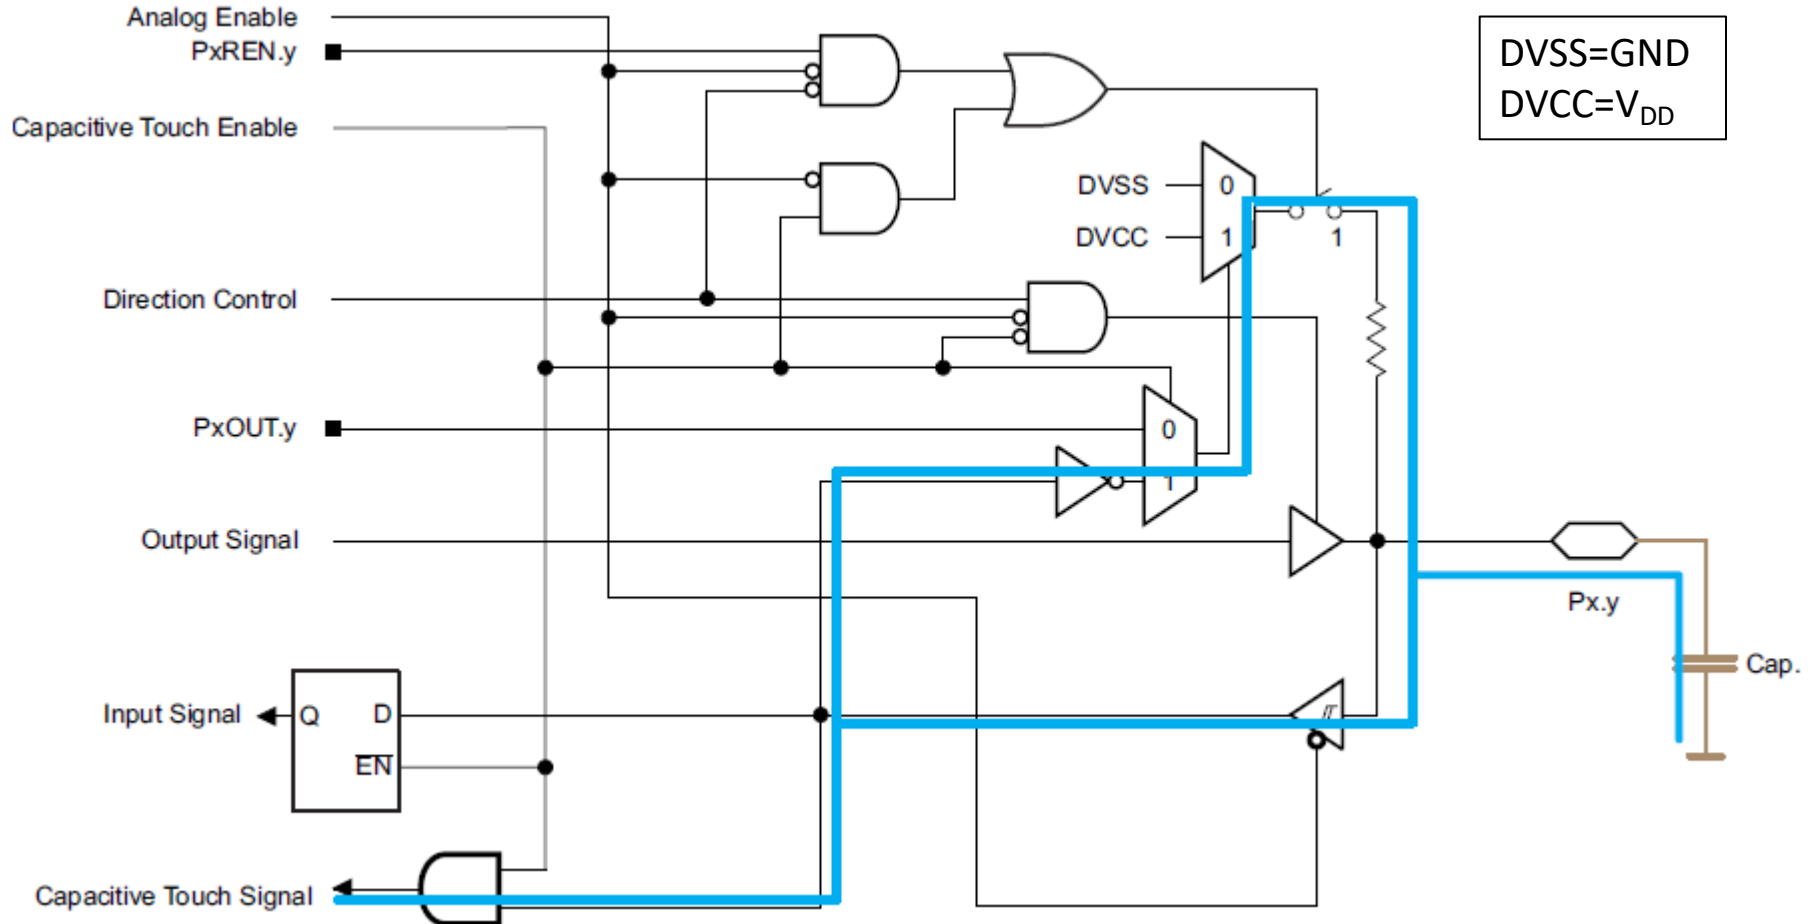 Analog Enable
PxREN.y
DVSS=GND
DVCC=VDD
Capacitive Touch Enable
DVSS
0
DVCC
1
1
Direction Control
PxOUT.y
0
1
Output Signal
Px.y
Cap.
Input Signal
Q
D
EN
Capacitive Touch Signal